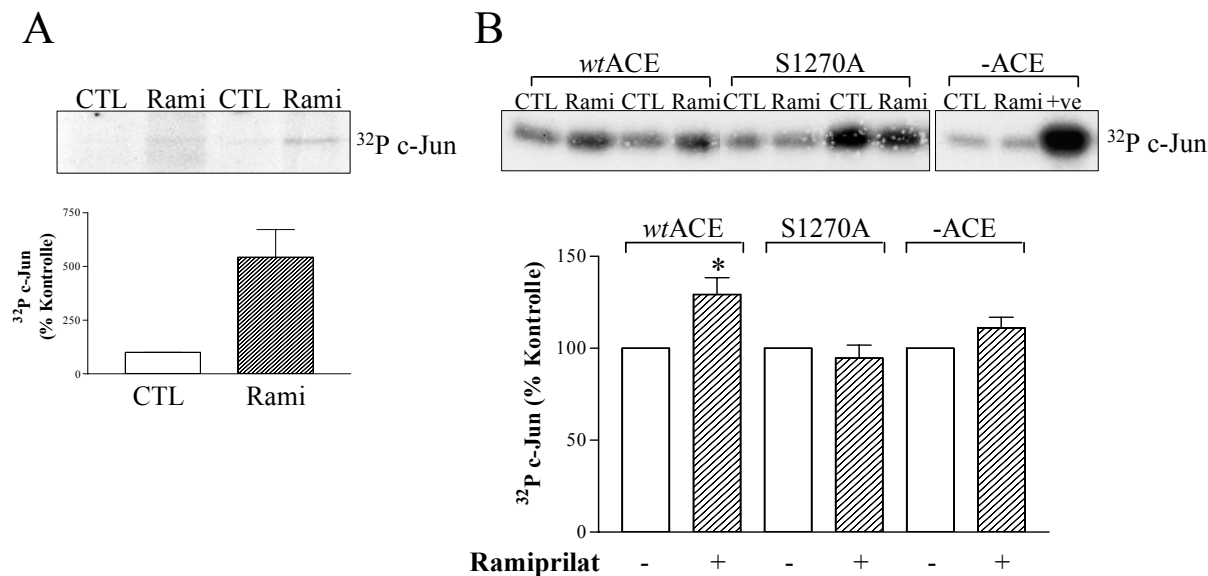 A
CTL Rami CTL Rami
³²P c-Jun
³²P c-Jun
(% Kontrolle)
750
500
250
0
CTL Rami
B
wtACE S1270A -ACE
CTL Rami CTL Rami CTL Rami CTL Rami CTL Rami +ve
³²P c-Jun
wtACE S1270A -ACE
³²P c-Jun (% Kontrolle)
150
100
50
0
*
Ramiprilat - + - + - +